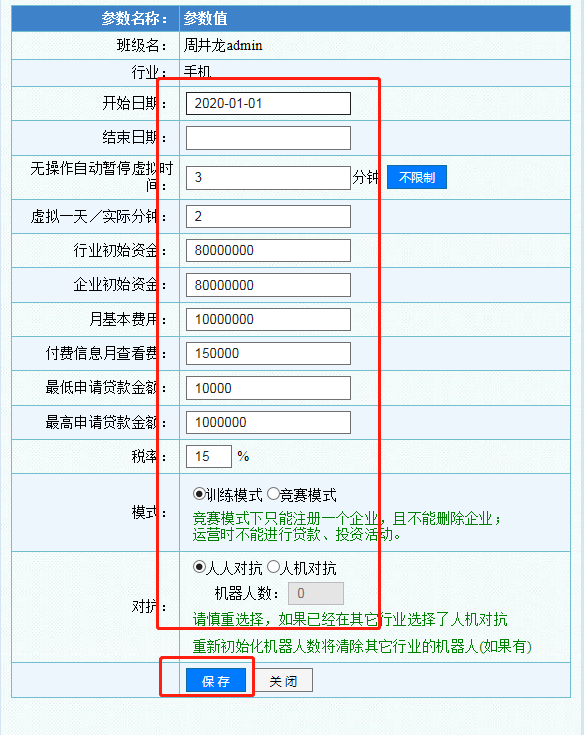 参数名称： 参数值
班级名： 周井龙admin
行业： 手机
开始日期： 2020-01-01
结束日期：
无操作自动暂停虚拟时
间： 3 分钟 不限制
虚拟一天／实际分钟： 2
行业初始资金： 80000000
企业初始资金： 80000000
月基本费用： 10000000
付费信息月查看费： 150000
最低申请贷款金额： 10000
最高申请贷款金额： 1000000
税率： 15 %
模式： 训练模式 竞赛模式
竞赛模式下只能注册一个企业，且不能删除企业；
运营时不能进行贷款、投资活动。
对抗： 人人对抗 人机对抗
机器人数： 0
请慎重选择，如果已经在其它行业选择了人机对抗
重新初始化机器人数将清除其它行业的机器人(如果有)
保存 关闭